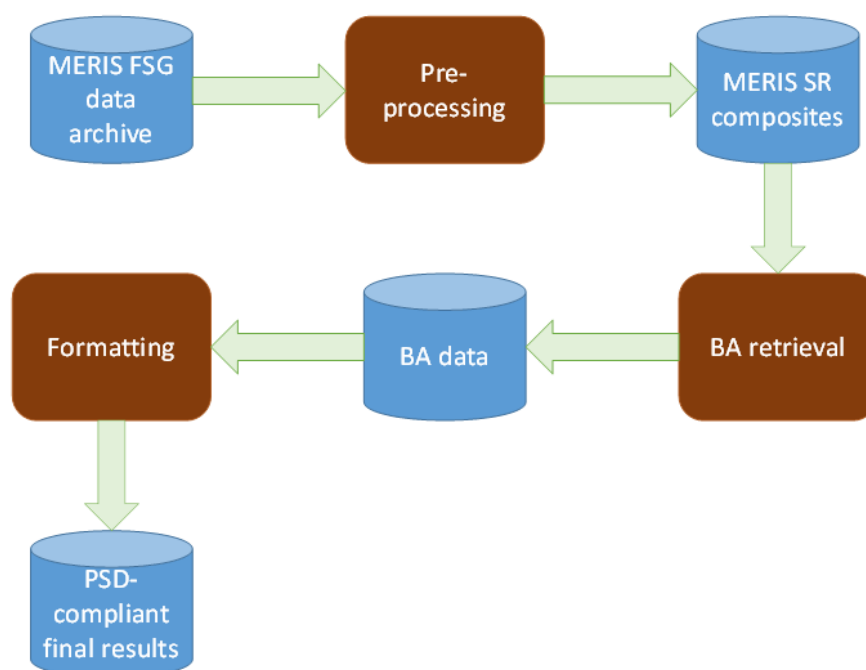 MERIS FSG
data
archive
Pre-
processing
MERIS SR
composites
BA retrieval
BA data
Formatting
PSD-
compliant
final results